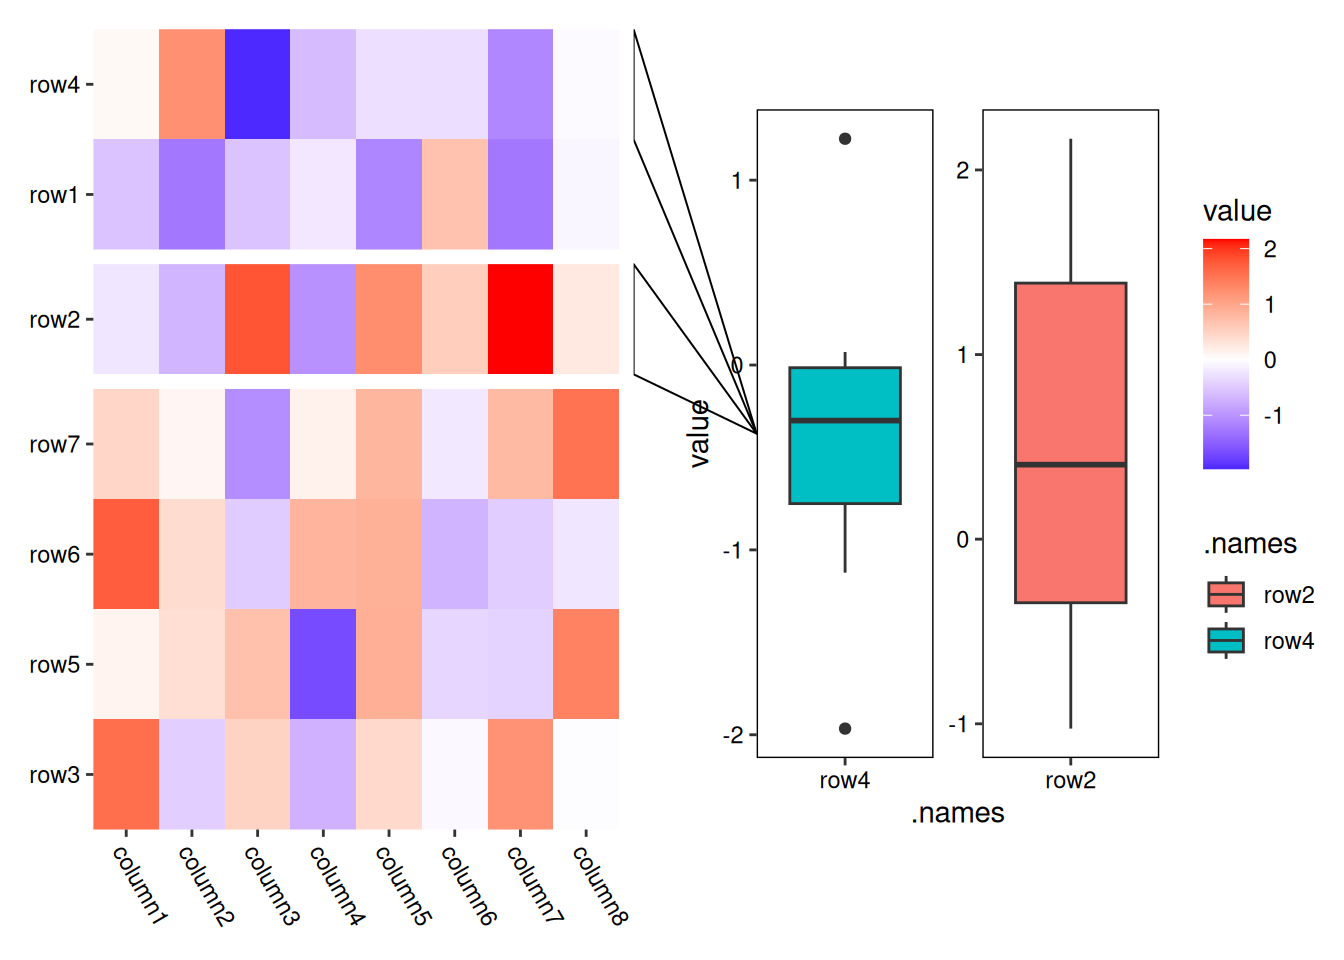 row4
row1
row2
row7
row6
row5
row3
column1
column2
column3
column4
column5
column6
column7
column8
value
1
0
-1
-2
row4
2
1
0
-1
row2
.names
value
2
1
0
-1
.names
row2
row4